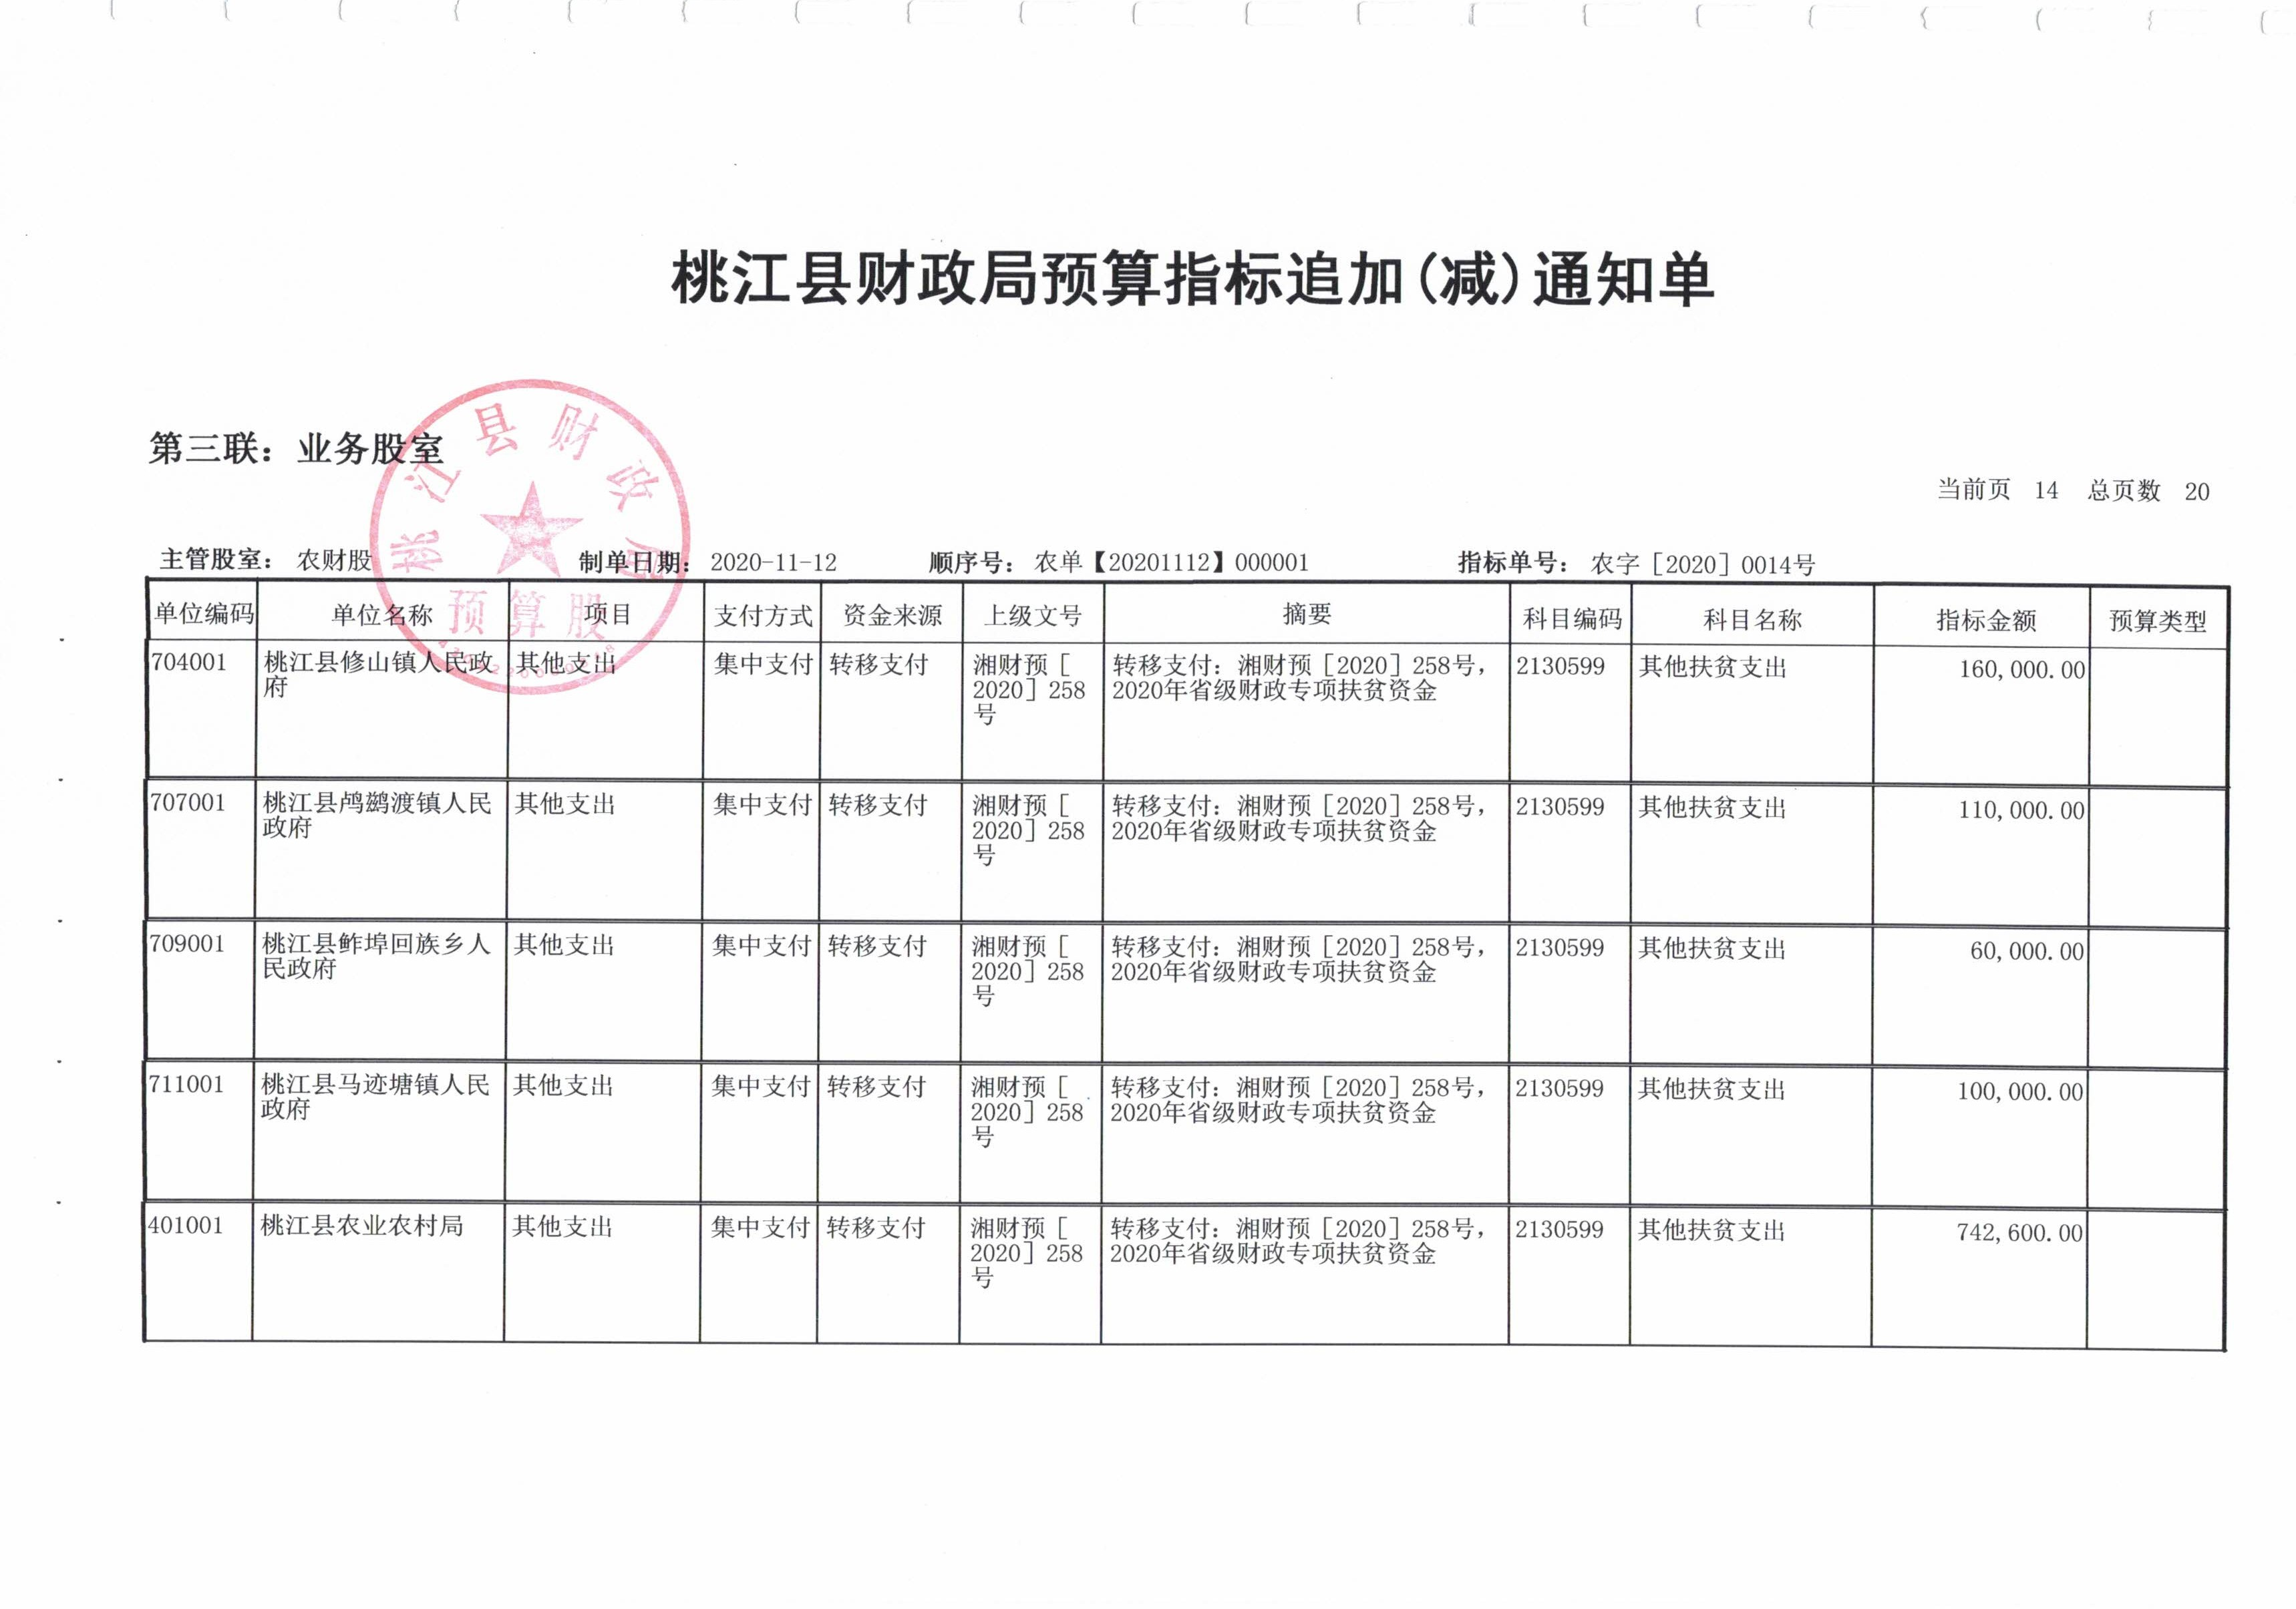 桃江县财政局预算指标追加(减)通知单
第三联：业务股室
当前页 14 总页数 20
主管股室： 农财股 制单日期： 2020-11-12 顺序号： 农单【20201112】000001 指标单号： 农字［2020］0014号
桃江县财政局
预算股
单位编码 单位名称 项目 支付方式 资金来源 上级文号 摘要 科目编码 科目名称 指标金额 预算类型
704001 桃江县修山镇人民政 其他支出 集中支付 转移支付 湘财预［ 转移支付：湘财预［2020］258号， 2130599 其他扶贫支出 160,000.00
府 2020］258 2020年省级财政专项扶贫资金
号
707001 桃江县鸬鹚渡镇人民 其他支出 集中支付 转移支付 湘财预［ 转移支付：湘财预［2020］258号， 2130599 其他扶贫支出 110,000.00
政府 2020］258 2020年省级财政专项扶贫资金
号
709001 桃江县鲊埠回族乡人 其他支出 集中支付 转移支付 湘财预［ 转移支付：湘财预［2020］258号， 2130599 其他扶贫支出 60,000.00
民政府 2020］258 2020年省级财政专项扶贫资金
号
711001 桃江县马迹塘镇人民 其他支出 集中支付 转移支付 湘财预［ 转移支付：湘财预［2020］258号， 2130599 其他扶贫支出 100,000.00
政府 2020］258 2020年省级财政专项扶贫资金
号
401001 桃江县农业农村局 其他支出 集中支付 转移支付 湘财预［ 转移支付：湘财预［2020］258号， 2130599 其他扶贫支出 742,600.00
2020］258 2020年省级财政专项扶贫资金
号